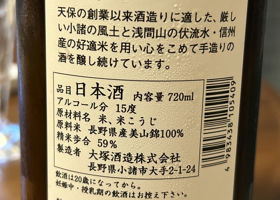 天保の創業以来酒造りに適した、厳し
い小諸の風土と浅間山の伏流水・信州
産の好適米を用い心をこめて手造りの
酒を醸し続けています。
品目 日本酒 内容量 720ml
アルコール分 15度
原材料名 米、米こうじ
原料米 長野県産美山錦100%
精米歩合 59%
製造者 大塚酒造株式会社
長野県小諸市大手2-1-24
飲酒は20歳になってから。
妊娠中・授乳期の飲酒はお控え下さい。
4983438105409